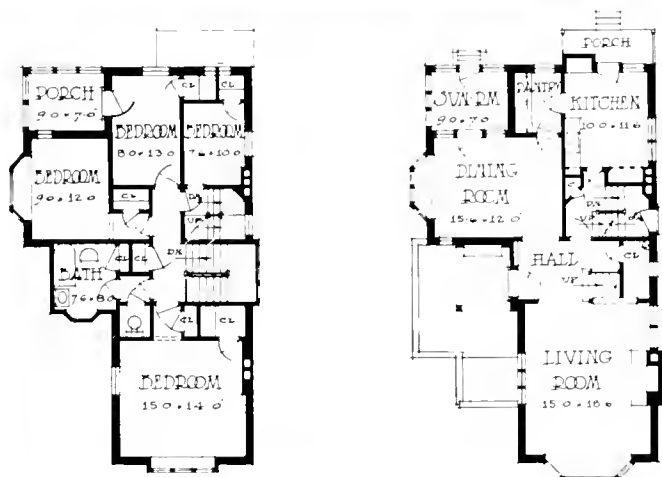 PORCH
9 0 × 7 0
BEDROOM
8 0 × 13 0
CL
CL
BEDROOM
7 6 × 10 0
BEDROOM
9 0 × 12 0
CL
DN
UP
DN
BATH
7 6 × 8 0
CL
CL
CL
CL
BEDROOM
15 0 × 14 0
PORCH
SUN RM
9 0 × 7 0
PANTRY
KITCHEN
10 0 × 11 6
DINING
ROOM
15 6 × 12 0
C
DN
UP
DN
HALL
CL
UP
LIVING
ROOM
15 0 × 18 6